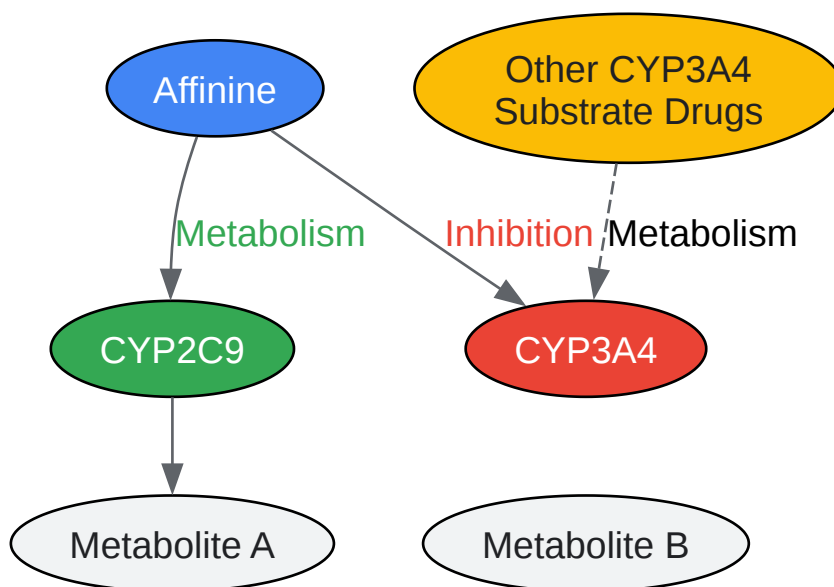 Affinine
Other CYP3A4
Substrate Drugs
Metabolism
Inhibition
Metabolism
CYP2C9
CYP3A4
Metabolite A
Metabolite B